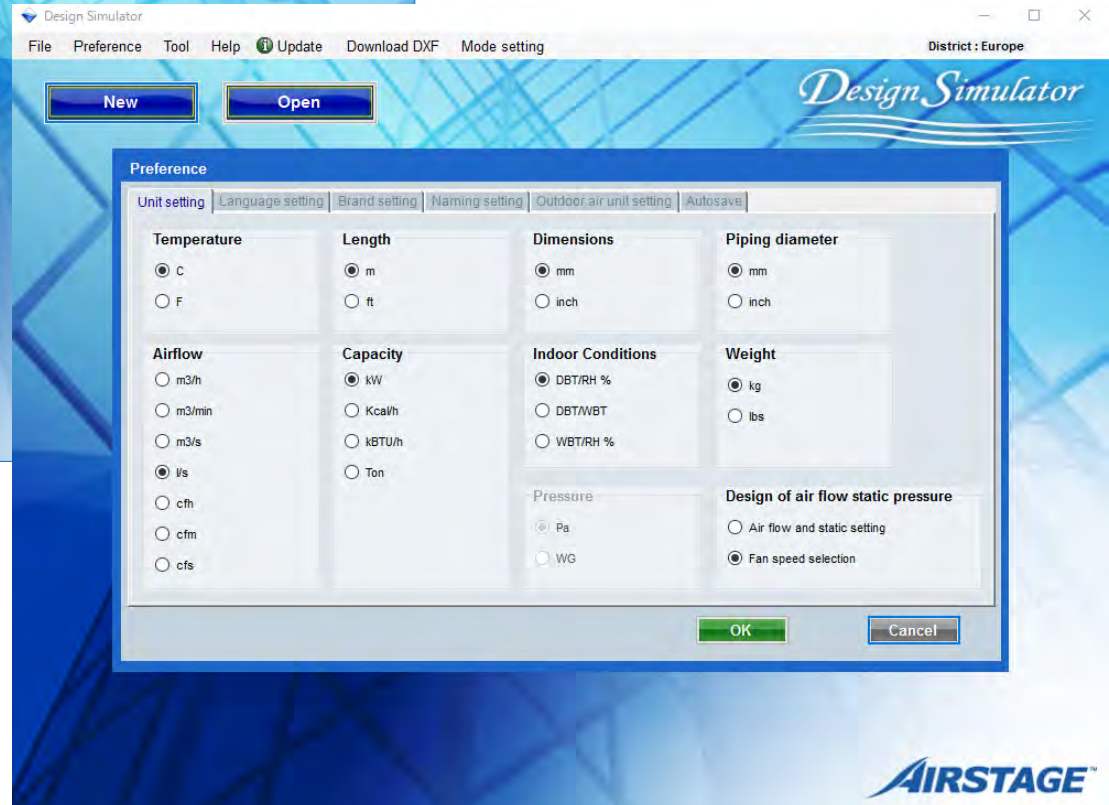 Design Simulator
File Preference Tool Help Update Download DXF Mode setting District : Europe
New Open
Design Simulator
Preference
Unit setting Language setting Brand setting Naming setting Outdoor air unit setting Autosave
Temperature Length Dimensions Piping diameter
C m mm mm
F ft inch inch
Airflow Capacity Indoor Conditions Weight
m3/h kW DBT/RH % kg
m3/min Kcal/h DBT/WBT lbs
m3/s kBTU/h WBT/RH %
l/s Ton
Pressure Design of air flow static pressure
cfh Pa Air flow and static setting
cfm WG Fan speed selection
cfs
OK Cancel
AIRSTAGE™